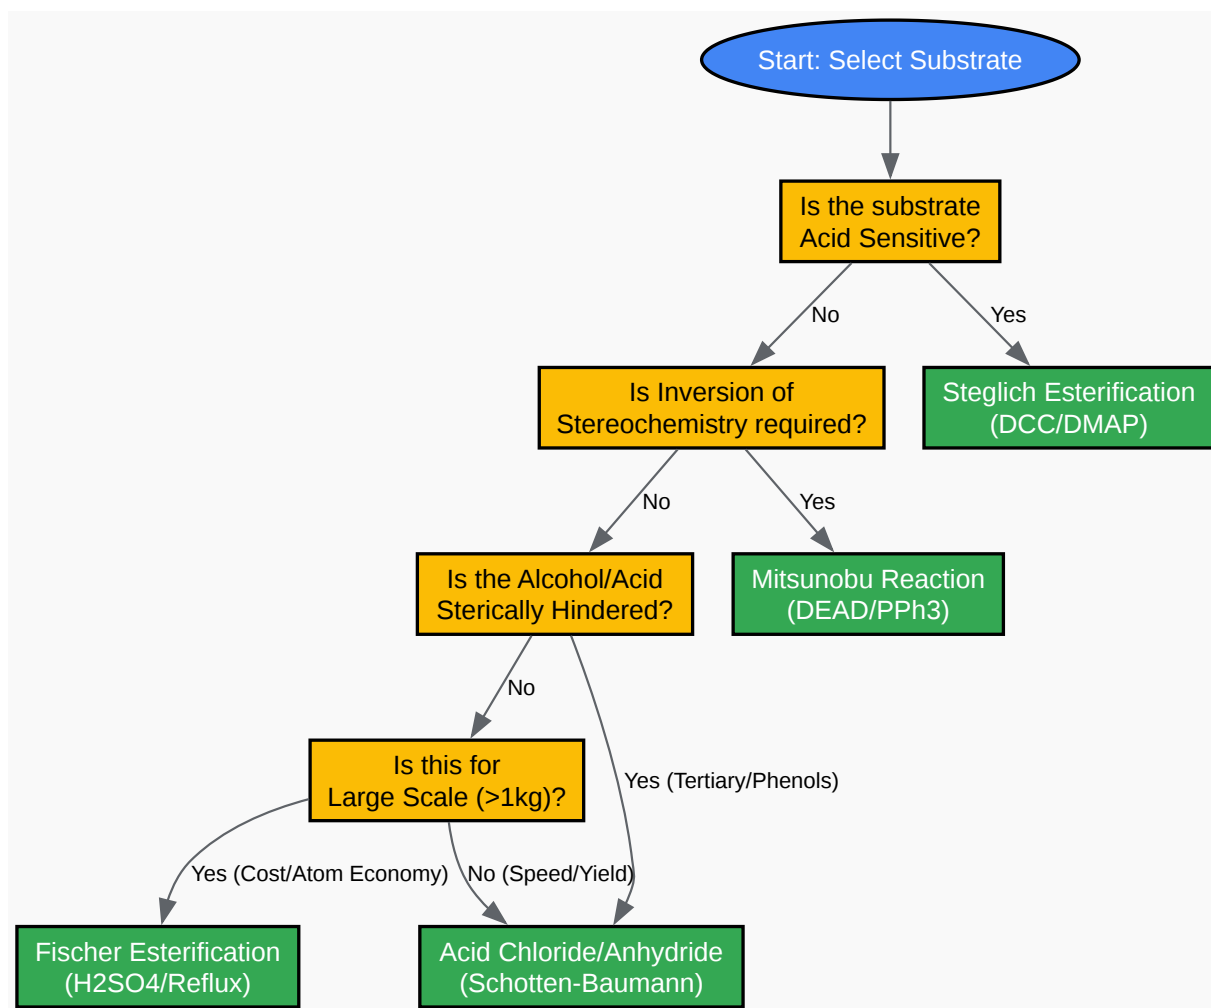 Start: Select Substrate
Is the substrate
Acid Sensitive?
No
Yes
Is Inversion of
Stereochemistry required?
Steglich Esterification
(DCC/DMAP)
No
Yes
Is the Alcohol/Acid
Sterically Hindered?
Mitsunobu Reaction
(DEAD/PPh3)
No
Is this for
Large Scale (>1kg)?
Yes (Tertiary/Phenols)
Yes (Cost/Atom Economy)
No (Speed/Yield)
Fischer Esterification
(H2SO4/Reflux)
Acid Chloride/Anhydride
(Schotten-Baumann)